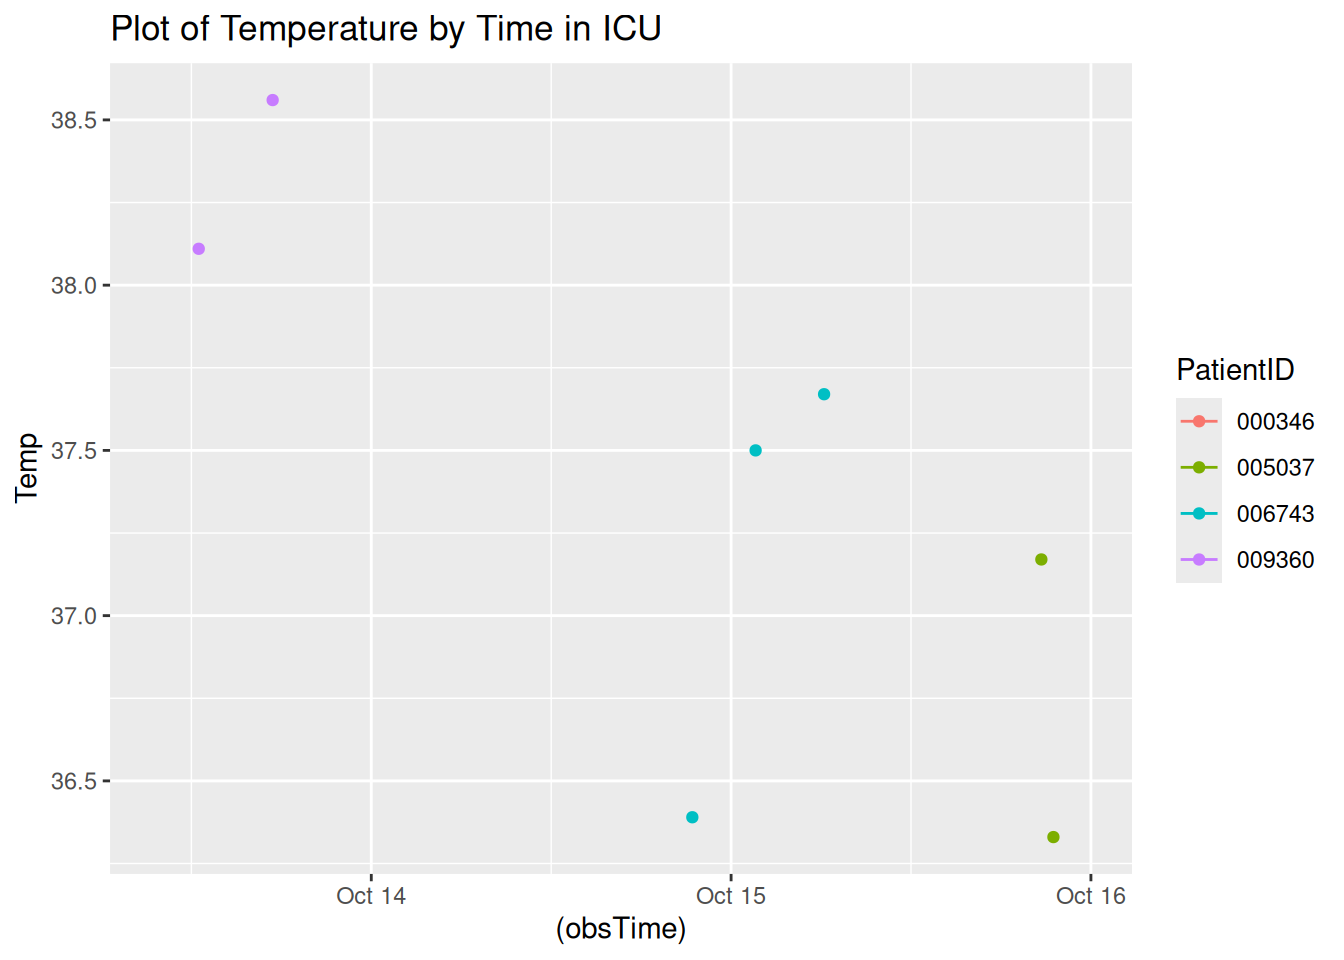 Plot of Temperature by Time in ICU
38.5
38.0
37.5
37.0
36.5
Temp
Oct 14
Oct 15
Oct 16
(obsTime)
PatientID
000346
005037
006743
009360